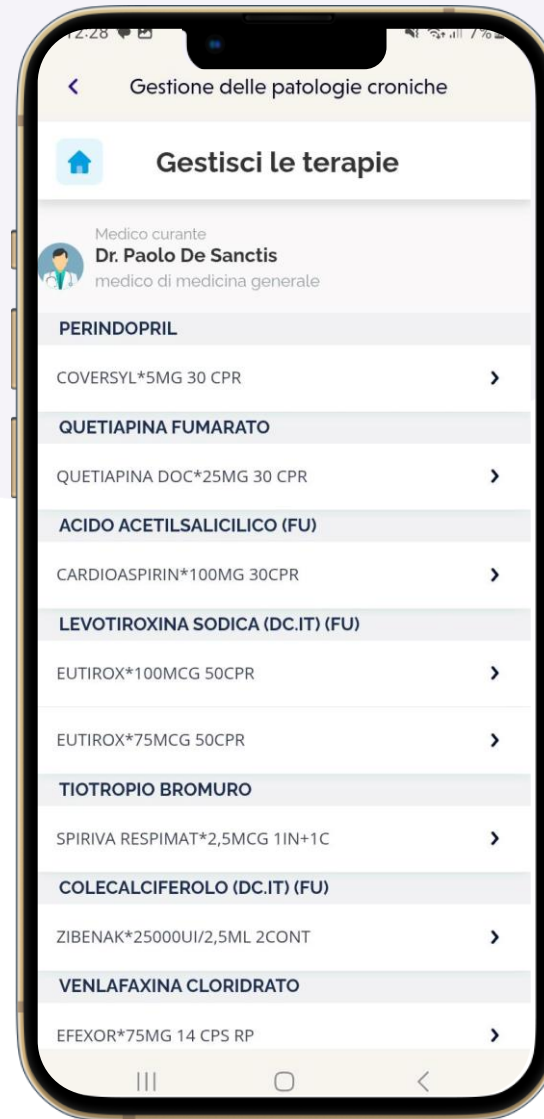 12:28
7%
Gestione delle patologie croniche
Gestisci le terapie
Medico curante
Dr. Paolo De Sanctis
medico di medicina generale
PERINDOPRIL
COVERSYL*5MG 30 CPR
QUETIAPINA FUMARATO
QUETIAPINA DOC*25MG 30 CPR
ACIDO ACETILSALICILICO (FU)
CARDIOASPIRIN*100MG 30CPR
LEVOTIROXINA SODICA (DC.IT) (FU)
EUTIROX*100MCG 50CPR
EUTIROX*75MCG 50CPR
TIOTROPIO BROMURO
SPIRIVA RESPIMAT*2,5MCG 1IN+1C
COLECALCIFEROLO (DC.IT) (FU)
ZIBENAK*25000UI/2,5ML 2CONT
VENLAFAXINA CLORIDRATO
EFEXOR*75MG 14 CPS RP